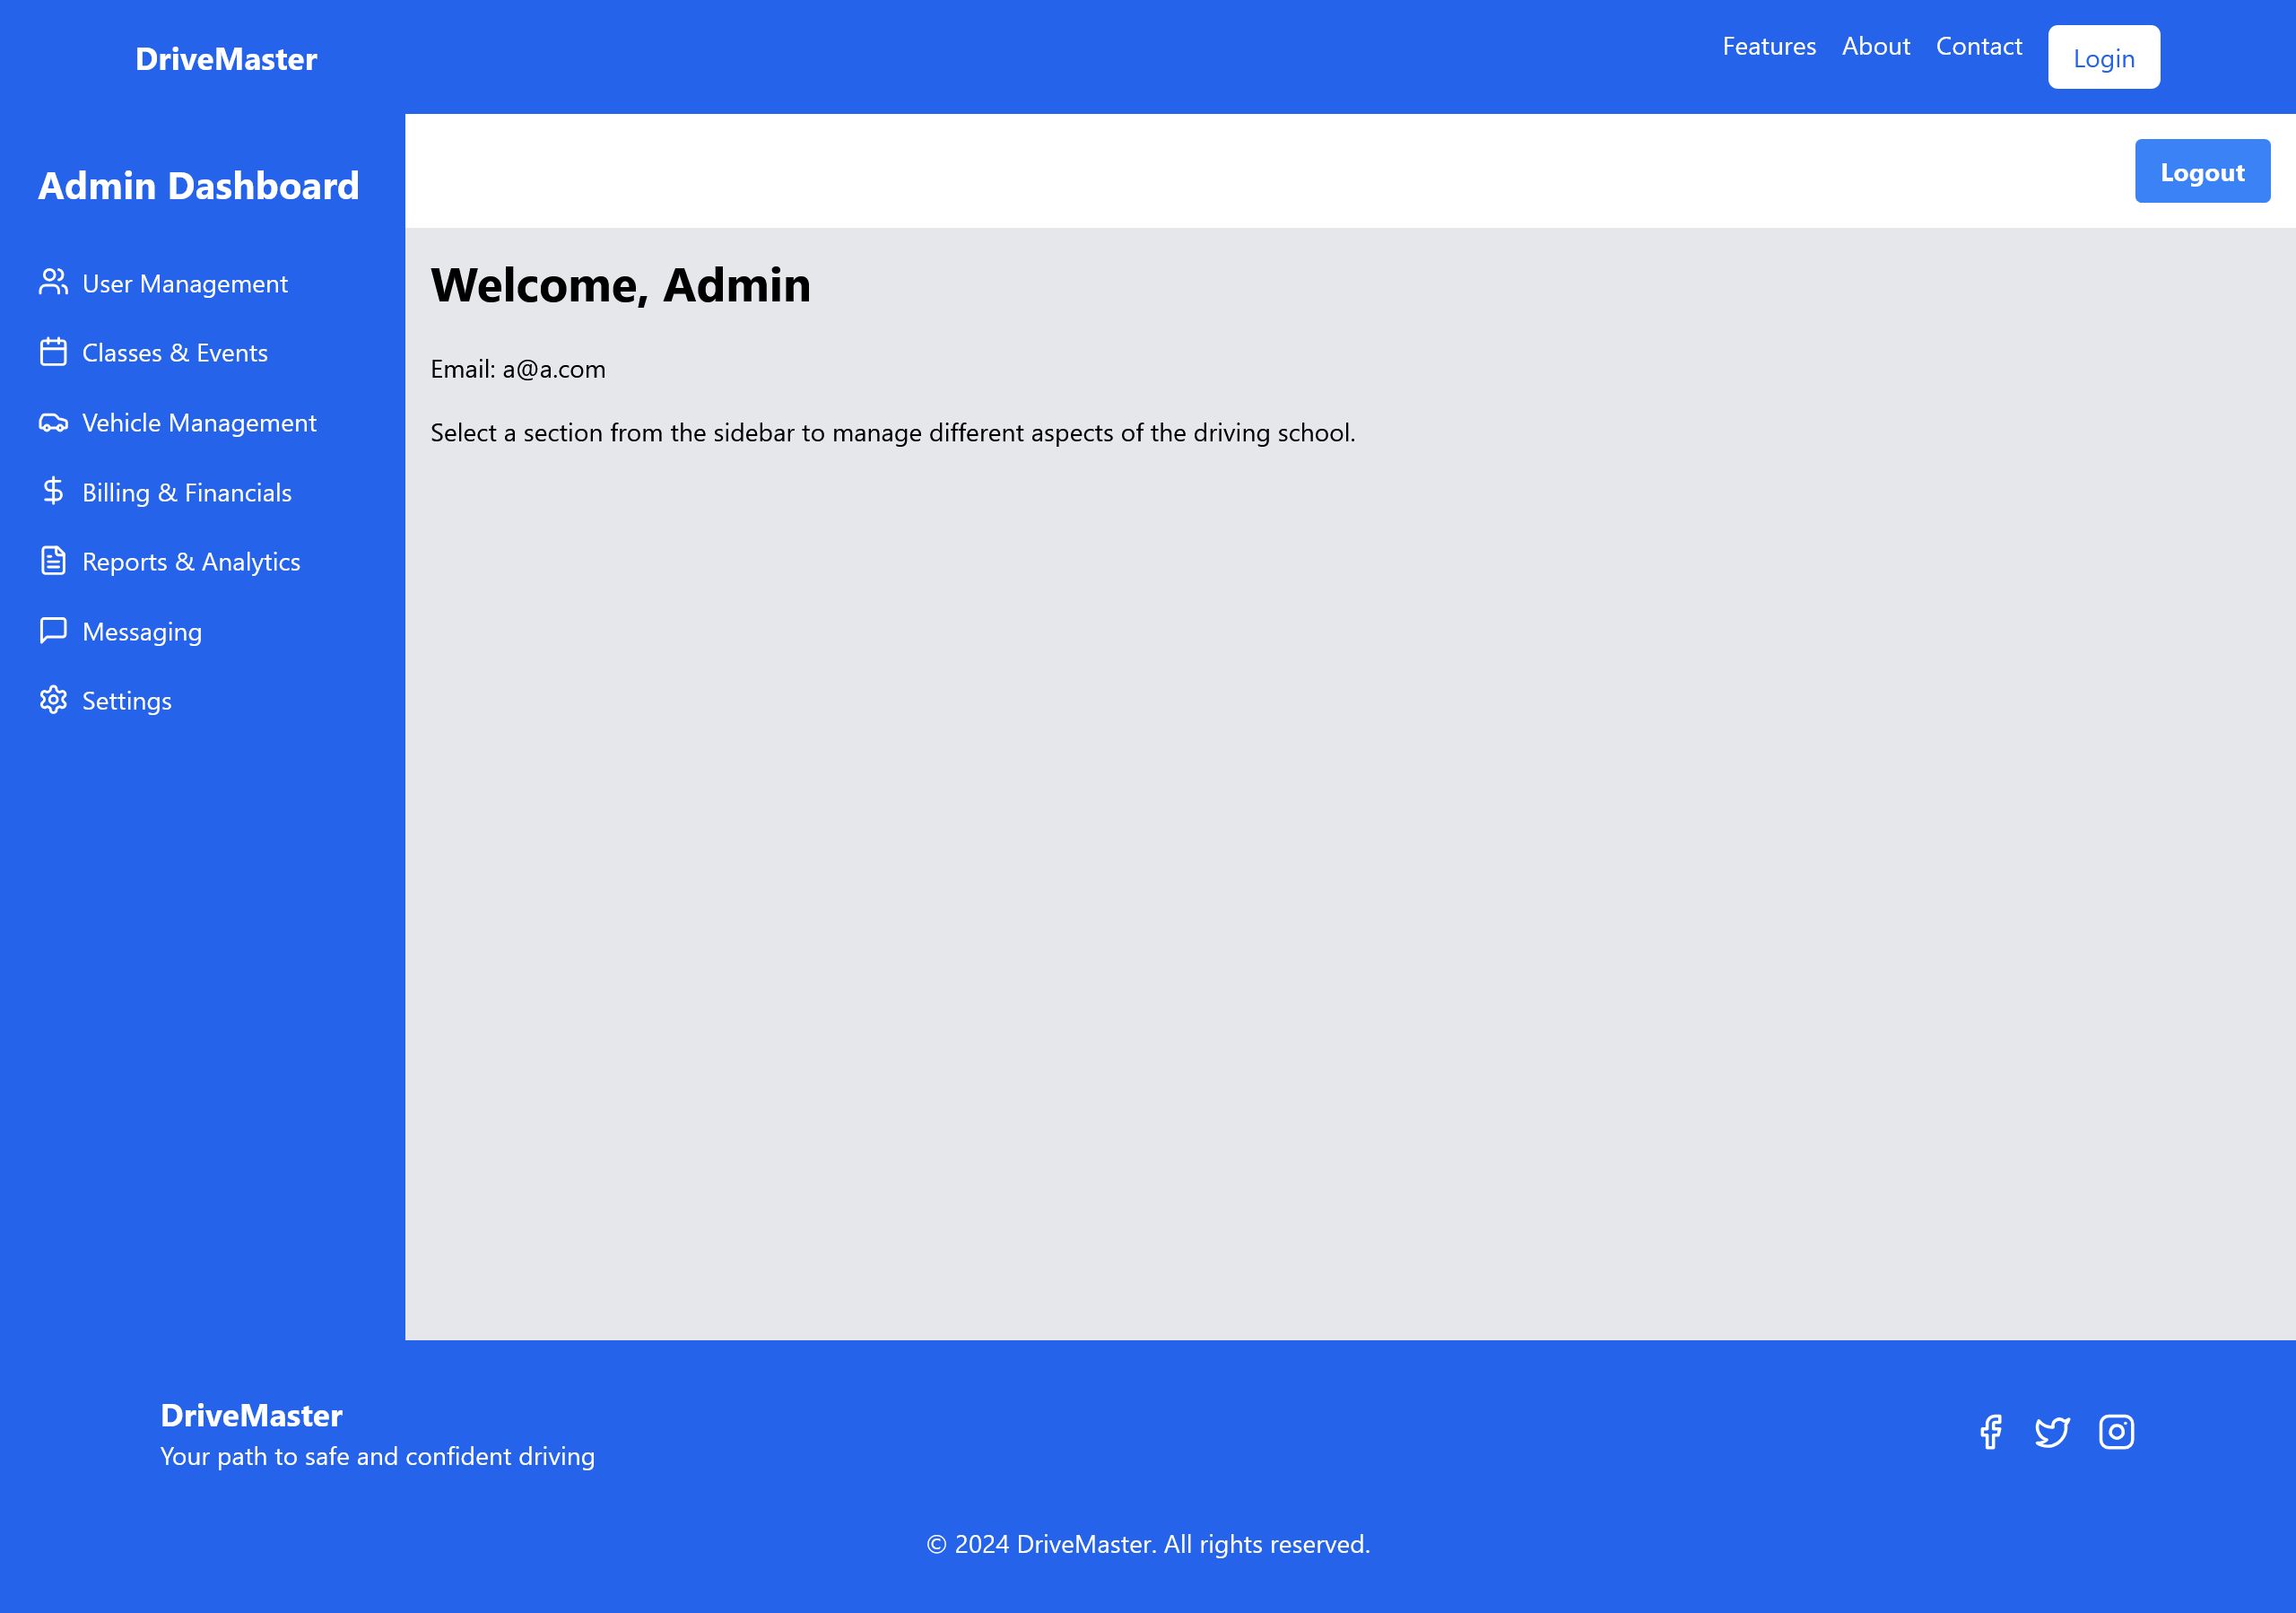 DriveMaster
Features
About
Contact
Login
Admin Dashboard
User Management
Classes & Events
Vehicle Management
Billing & Financials
Reports & Analytics
Messaging
Settings
Logout
Welcome, Admin
Email: a@a.com
Select a section from the sidebar to manage different aspects of the driving school.
DriveMaster
Your path to safe and confident driving
© 2024 DriveMaster. All rights reserved.